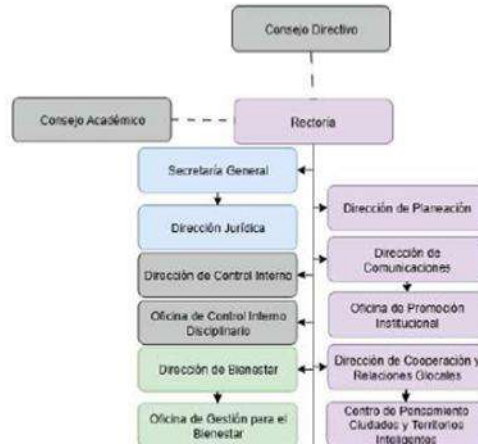 Consejo Directivo
Consejo Académico
Rectoría
Secretaría General
Dirección de Planeación
Dirección Jurídica
Dirección de
Comunicaciones
Dirección de Control Interno
Oficina de Promoción
Institucional
Oficina de Control Interno
Disciplinario
Dirección de Bienestar
Dirección de Cooperación y
Relaciones Glocales
Oficina de Gestión para el
Bienestar
Centro de Pensamiento
Ciudades y Territorios
Inteligentes